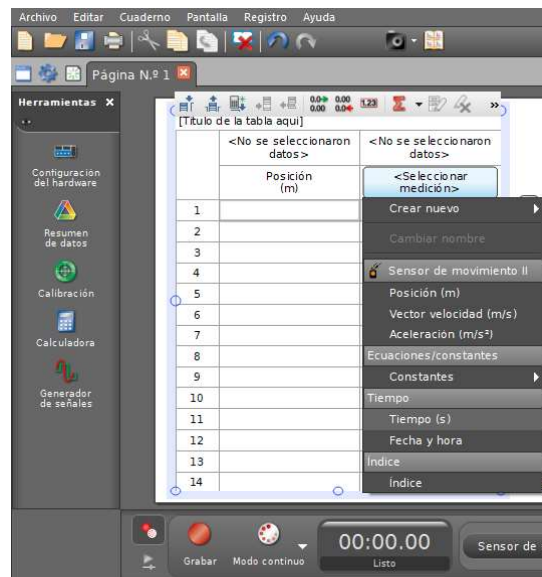 Archivo Editar Cuaderno Pantalla Registro Ayuda
Página N.º 1
Herramientas
Configuración
del hardware
Resumen
de datos
Calibración
Calculadora
Generador
de señales
[Título de la tabla aquí]
<No se seleccionaron
datos>
<No se seleccionaron
datos>
Posición
(m)
<Seleccionar
medición>
1
2
3
4
5
6
7
8
9
10
11
12
13
14
Crear nuevo
Cambiar nombre
Sensor de movimiento II
Posición (m)
Vector velocidad (m/s)
Aceleración (m/s²)
Ecuaciones/constantes
Constantes
Tiempo
Tiempo (s)
Fecha y hora
Índice
Índice
Grabar
Modo continuo
00:00.00
Listo
Sensor de